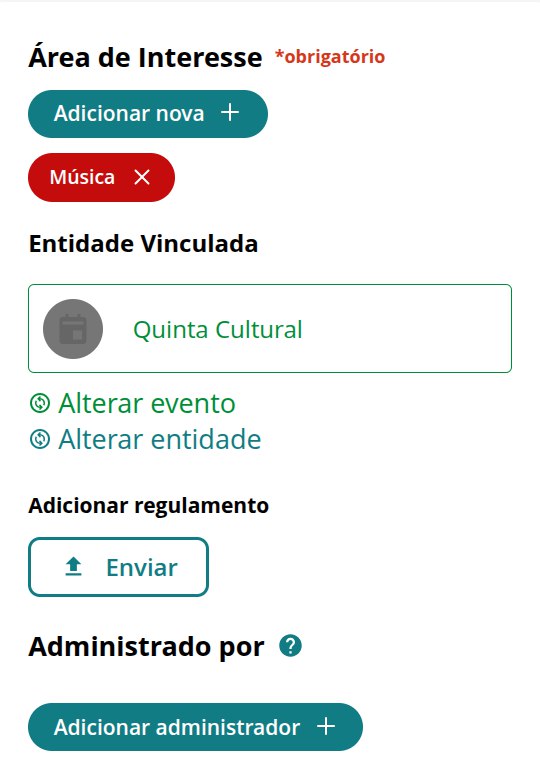 Área de Interesse *obrigatório
Adicionar nova
Música
Entidade Vinculada
Quinta Cultural
Alterar evento
Alterar entidade
Adicionar regulamento
Enviar
Administrado por
Adicionar administrador